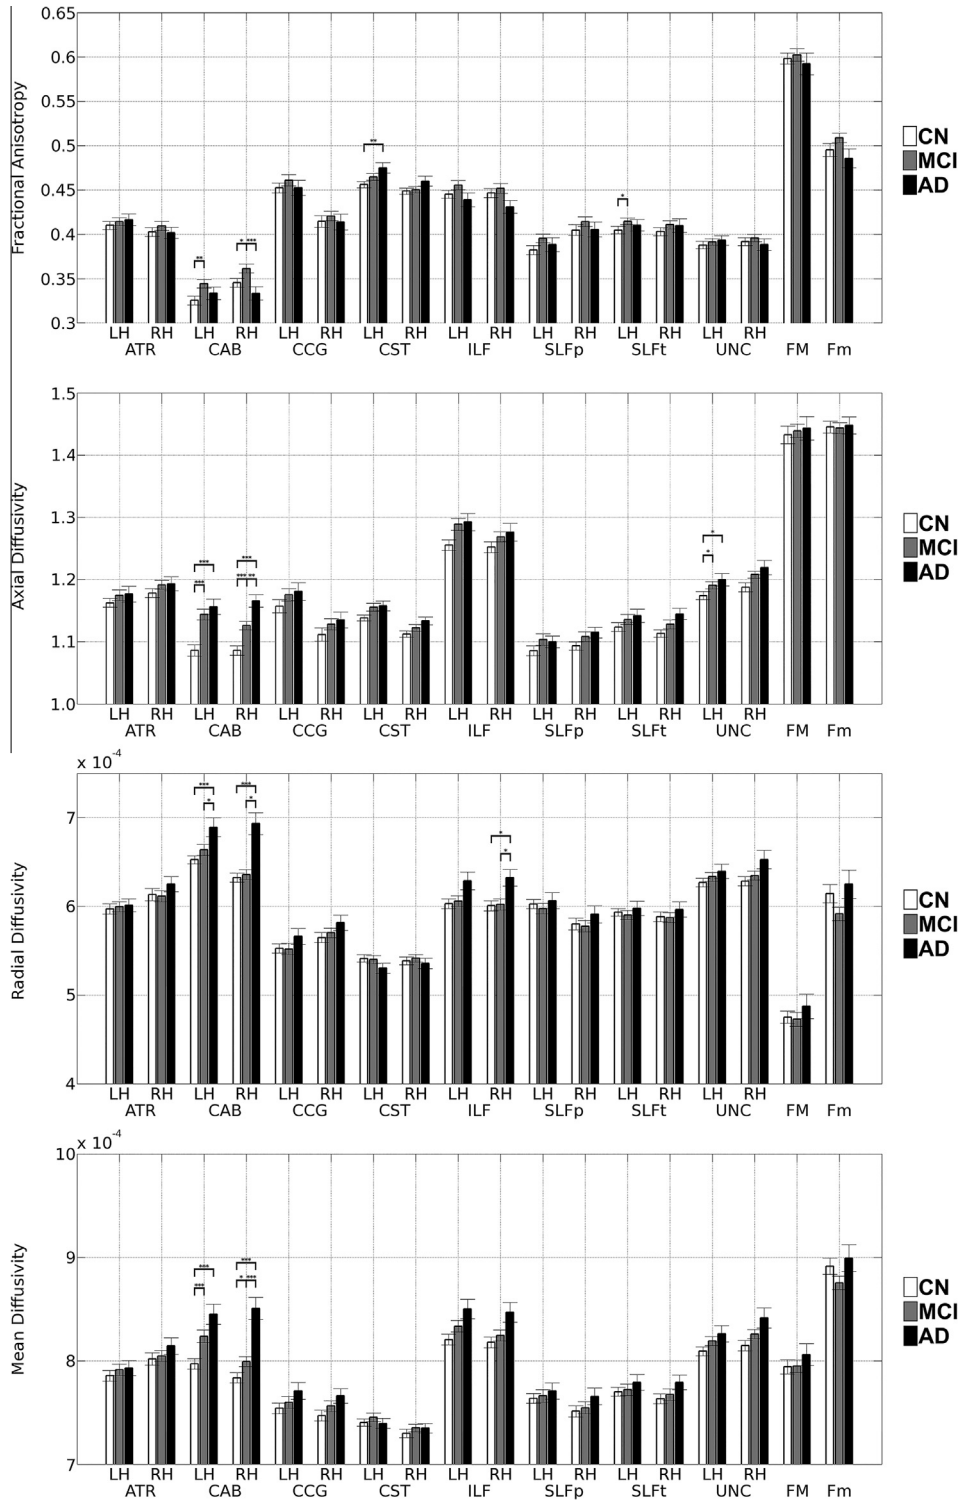 0.65
0.6
0.55
0.5
0.45
0.4
0.35
0.3
Fractional Anisotropy
** * *** ** *
LH RH LH RH LH RH LH RH LH RH LH RH LH RH LH RH
ATR CAB CCG CST ILF SLFp SLFt UNC FM Fm
CN
MCI
AD
1.5
1.4
1.3
1.2
1.1
1.0
Axial Diffusivity
*** *** *
*** *** ** *
LH RH LH RH LH RH LH RH LH RH LH RH LH RH LH RH
ATR CAB CCG CST ILF SLFp SLFt UNC FM Fm
CN
MCI
AD
x 10-4
7
6
5
4
Radial Diffusivity
*** *** *
* * *
LH RH LH RH LH RH LH RH LH RH LH RH LH RH LH RH
ATR CAB CCG CST ILF SLFp SLFt UNC FM Fm
CN
MCI
AD
x 10-4
10
9
8
7
Mean Diffusivity
*** ***
*** * ***
LH RH LH RH LH RH LH RH LH RH LH RH LH RH LH RH
ATR CAB CCG CST ILF SLFp SLFt UNC FM Fm
CN
MCI
AD